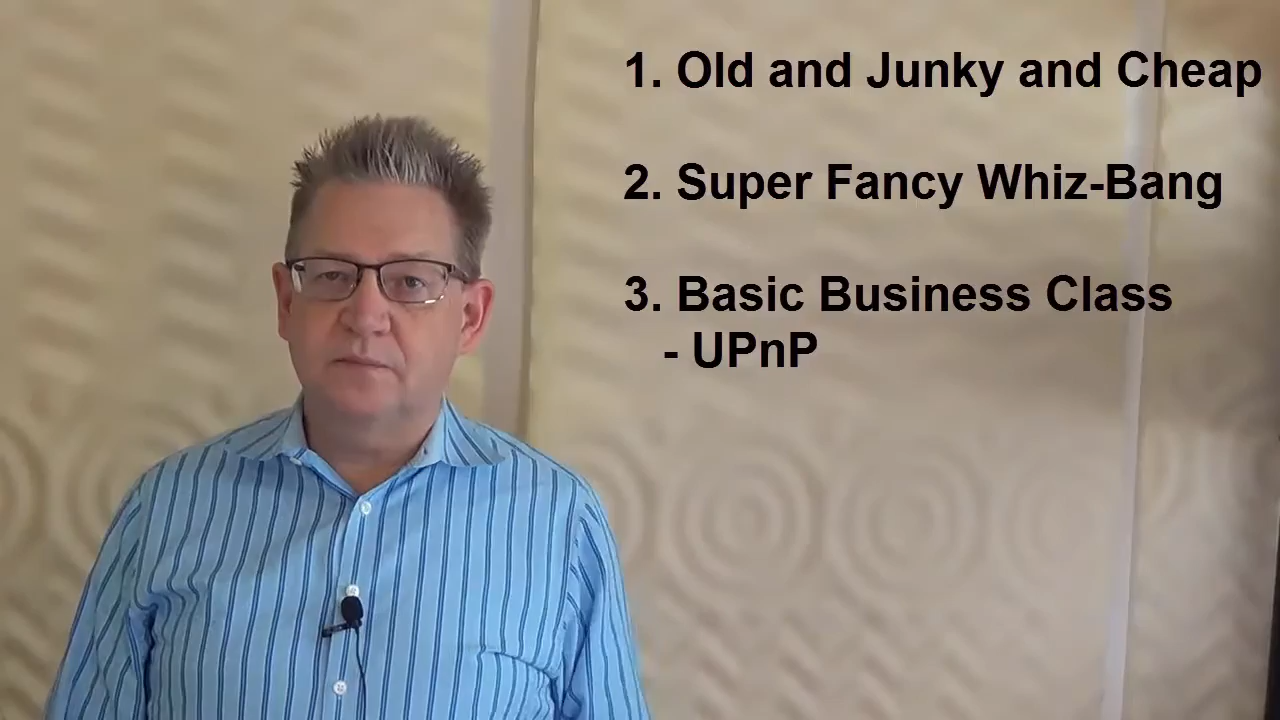 1. Old and Junky and Cheap
2. Super Fancy Whiz-Bang
3. Basic Business Class
- UPnP